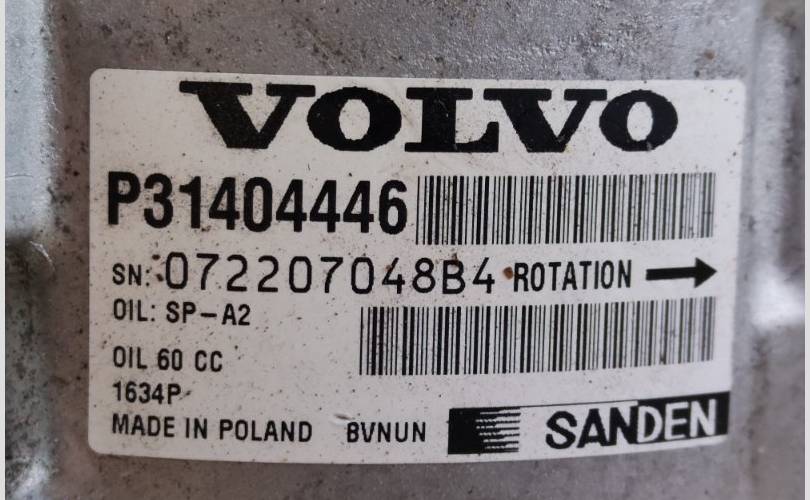 VOLVO
P31404446
SN: 072207048B4 ROTATION
OIL: SP-A2
OIL 60 CC
1634P
MADE IN POLAND BVNUN SANDEN